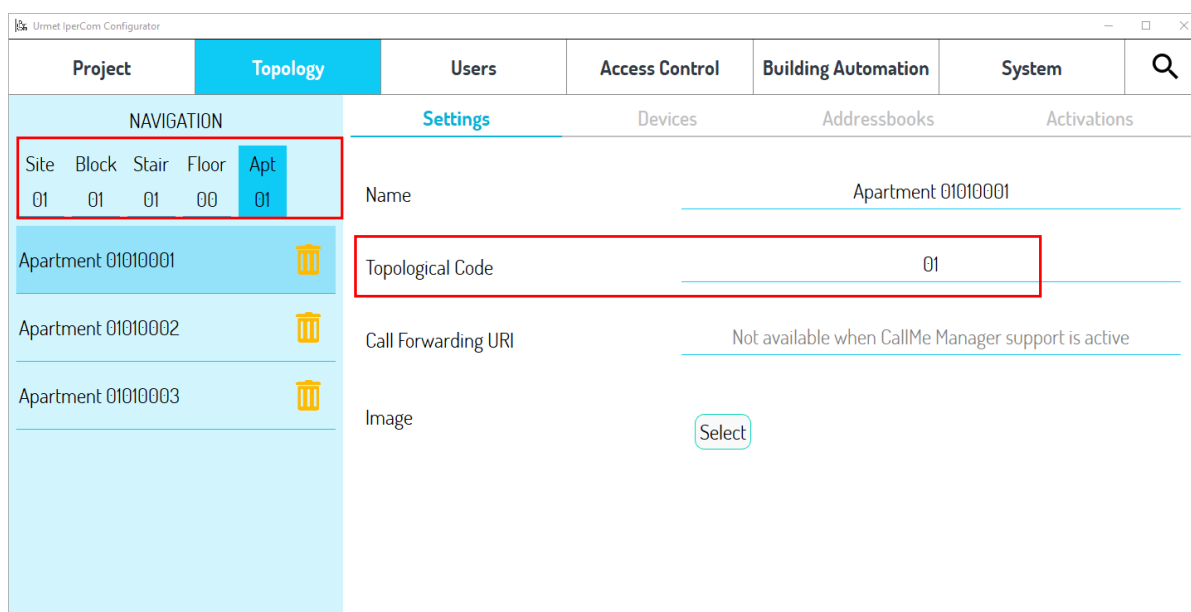 Urmet IperCom Configurator
Project Topology Users Access Control Building Automation System
NAVIGATION
Site Block Stair Floor Apt
01 01 01 00 01
Apartment 01010001
Apartment 01010002
Apartment 01010003
Settings Devices Addressbooks Activations
Name Apartment 01010001
Topological Code 01
Call Forwarding URI Not available when CallMe Manager support is active
Image Select